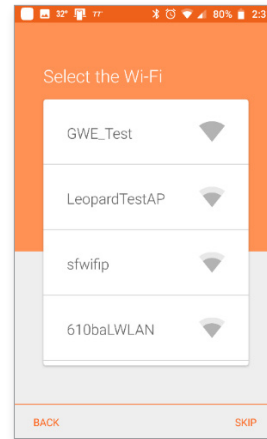 32° 77° 80% 2:3
Select the Wi-Fi
GWE_Test
LeopardTestAP
sfwifip
610baLWLAN
BACK SKIP